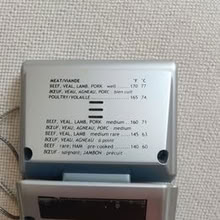 MEAT/VIANDE °F °C
BEEF, VEAL, LAMB, PORK well 170 77
BŒUF, VEAU, AGNEAU, PORC bien cuit
POULTRY/VOLAILLE 165 74
BEEF, VEAL, LAMB, PORK medium 160 71
BŒUF, VEAU, AGNEAU, PORC medium
BEEF, VEAL, LAMB medium rare 145 63
BŒUF, VEAU, AGNEAU à point
BEEF rare; HAM pre-cooked 140 60
BŒUF saignant; JAMBON précuit